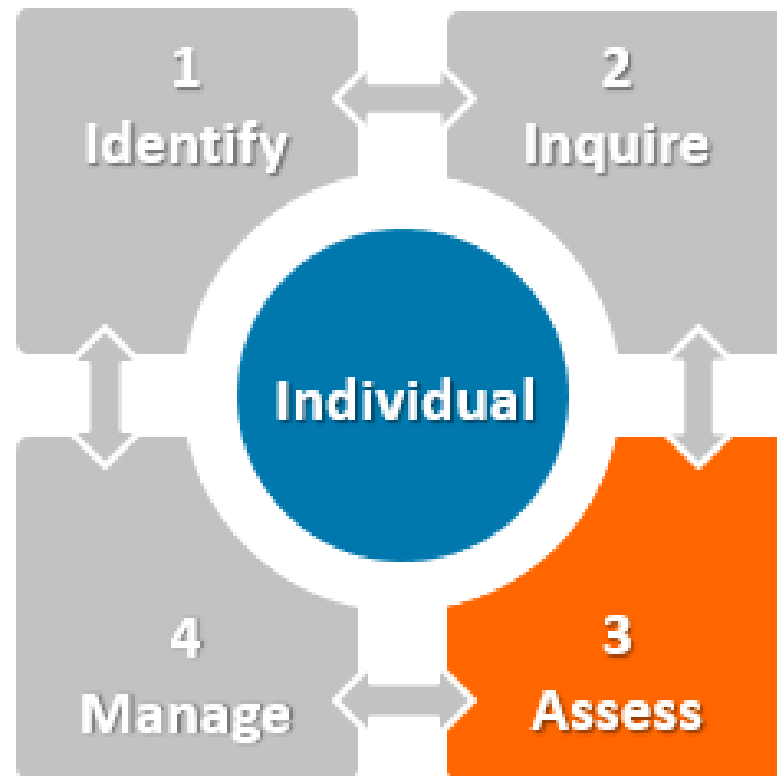 1
Identify
2
Inquire
Individual
4
Manage
3
Assess